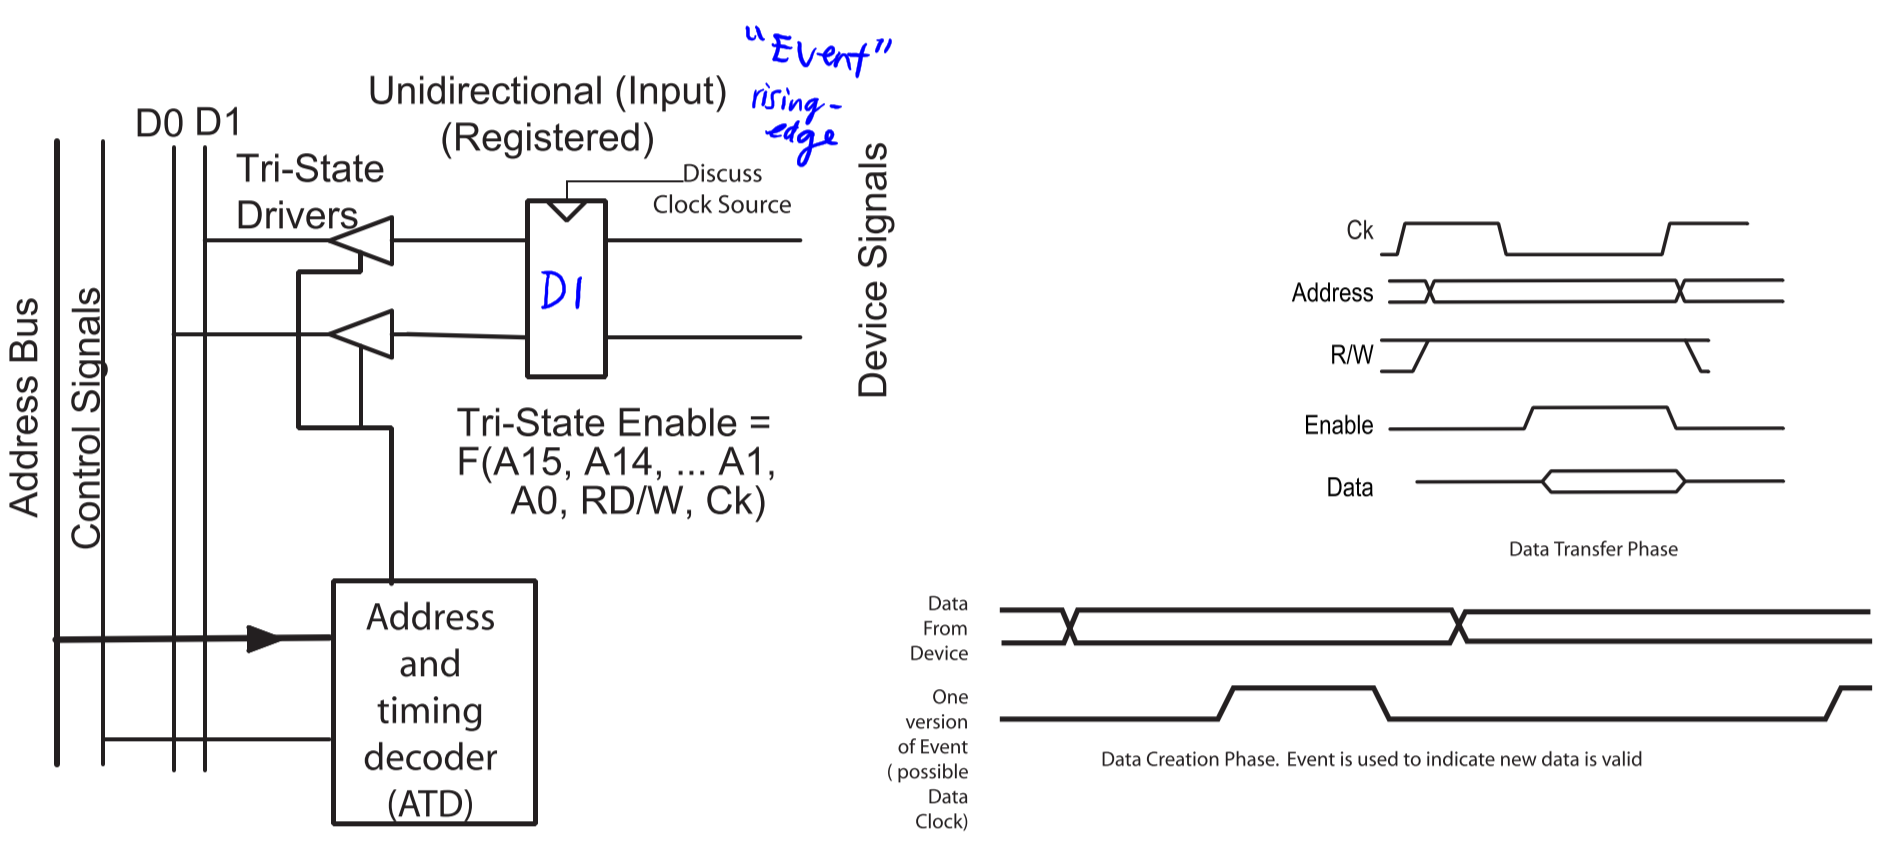 "Event"
rising-
edge
Unidirectional (Input)
(Registered)
D0 D1
Tri-State
Drivers
Discuss
Clock Source
D1
Device Signals
Address Bus
Control Signals
Tri-State Enable =
F(A15, A14, ... A1,
A0, RD/W, Ck)
Address
and
timing
decoder
(ATD)
Ck
Address
R/W
Enable
Data
Data Transfer Phase
Data
From
Device
One
version
of Event
( possible
Data
Clock)
Data Creation Phase. Event is used to indicate new data is valid